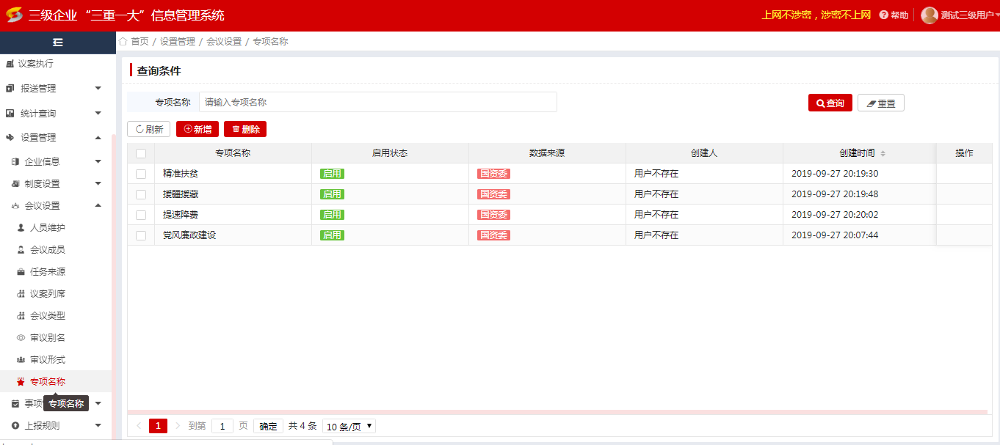 三级企业 “三重一大” 信息管理系统
上网不涉密，涉密不上网
帮助
测试三级用户
首页 / 设置管理 / 会议设置 / 专项名称
议案执行
报送管理
统计查询
设置管理
企业信息
制度设置
会议设置
人员维护
会议成员
任务来源
议案列席
会议类型
审议别名
审议形式
专项名称
事项
专项名称
上报规则
查询条件
专项名称 请输入专项名称 查询 重置
刷新 新增 删除
专项名称 启用状态 数据来源 创建人 创建时间 操作
精准扶贫 启用 国资委 用户不存在 2019-09-27 20:19:30
援疆援藏 启用 国资委 用户不存在 2019-09-27 20:19:48
提速降费 启用 国资委 用户不存在 2019-09-27 20:20:02
党风廉政建设 启用 国资委 用户不存在 2019-09-27 20:07:44
1 到第 1 页 确定 共 4 条 10 条/页